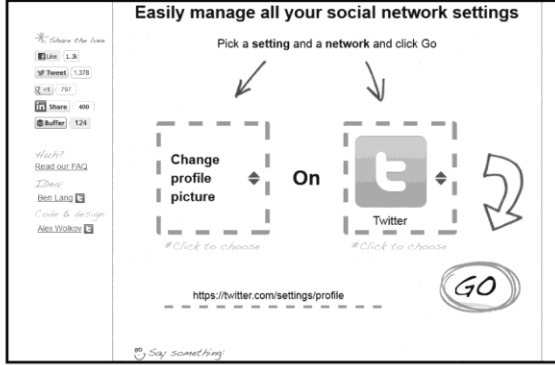 Easily manage all your social network settings
Pick a setting and a network and click Go
Share the love
Like 1.3k
Tweet 1,378
+1 797
in Share 400
Buffer 124
Huh?
Read our FAQ
Idea:
Ben Lang
Code & design:
Alex Wolkov
Change
profile
picture
On
Twitter
#Click to choose
#Click to choose
GO
https://twitter.com/settings/profile
Say something: